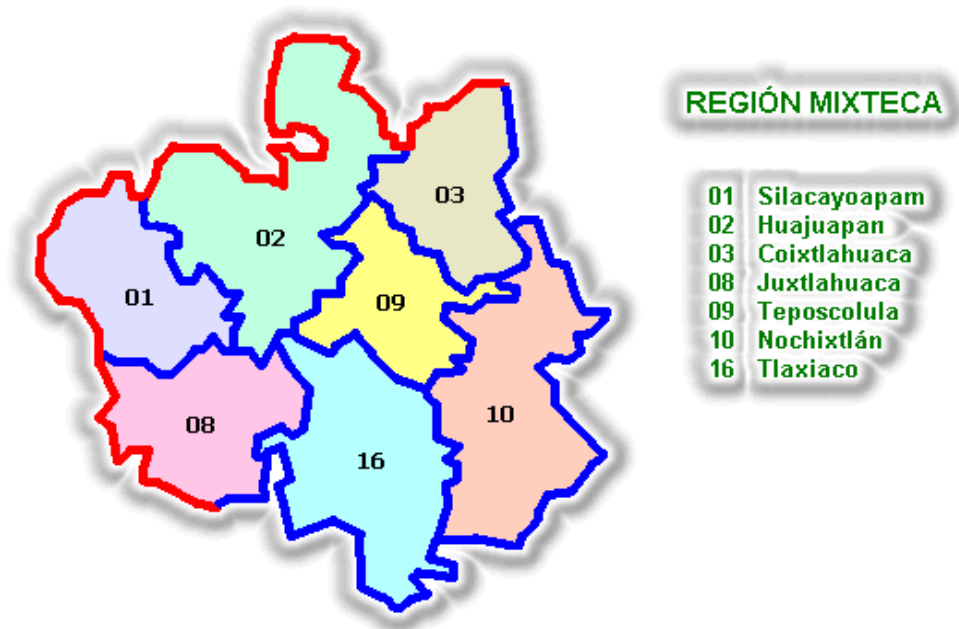 REGIÓN MIXTECA
01 Silacayoapam
02 Huajuapan
03 Coixtlahuaca
08 Juxtlahuaca
09 Teposcolula
10 Nochixtlán
16 Tlaxiaco
03
02
01
09
10
08
16